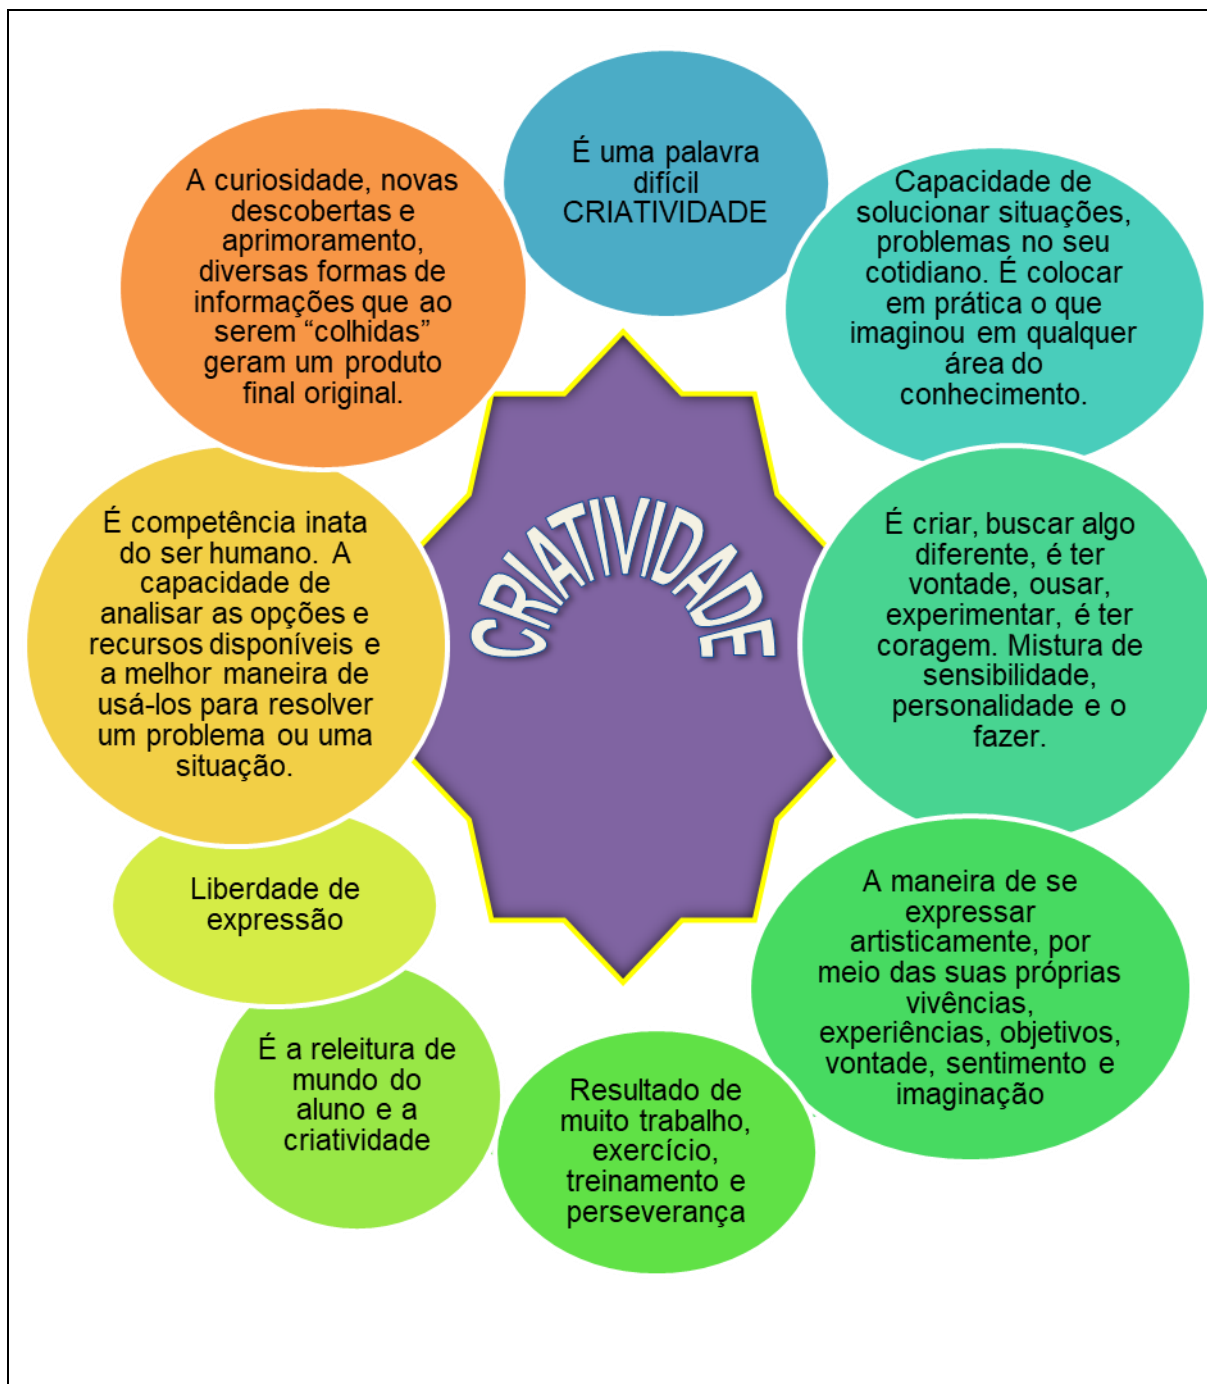 É uma palavra
difícil
CRIATIVIDADE
Capacidade de
solucionar situações,
problemas no seu
cotidiano. É colocar
em prática o que
imaginou em qualquer
área do
conhecimento.
É criar, buscar algo
diferente, é ter
vontade, ousar,
experimentar, é ter
coragem. Mistura de
sensibilidade,
personalidade e o
fazer.
A maneira de se
expressar
artisticamente, por
meio das suas próprias
vivências,
experiências, objetivos,
vontade, sentimento e
imaginação
Resultado de
muito trabalho,
exercício,
treinamento e
perseverança
É a releitura de
mundo do
aluno e a
criatividade
Liberdade de
expressão
É competência inata
do ser humano. A
capacidade de
analisar as opções e
recursos disponíveis e
a melhor maneira de
usá-los para resolver
um problema ou uma
situação.
A curiosidade, novas
descobertas e
aprimoramento,
diversas formas de
informações que ao
serem “colhidas”
geram um produto
final original.
CRIATIVIDADE